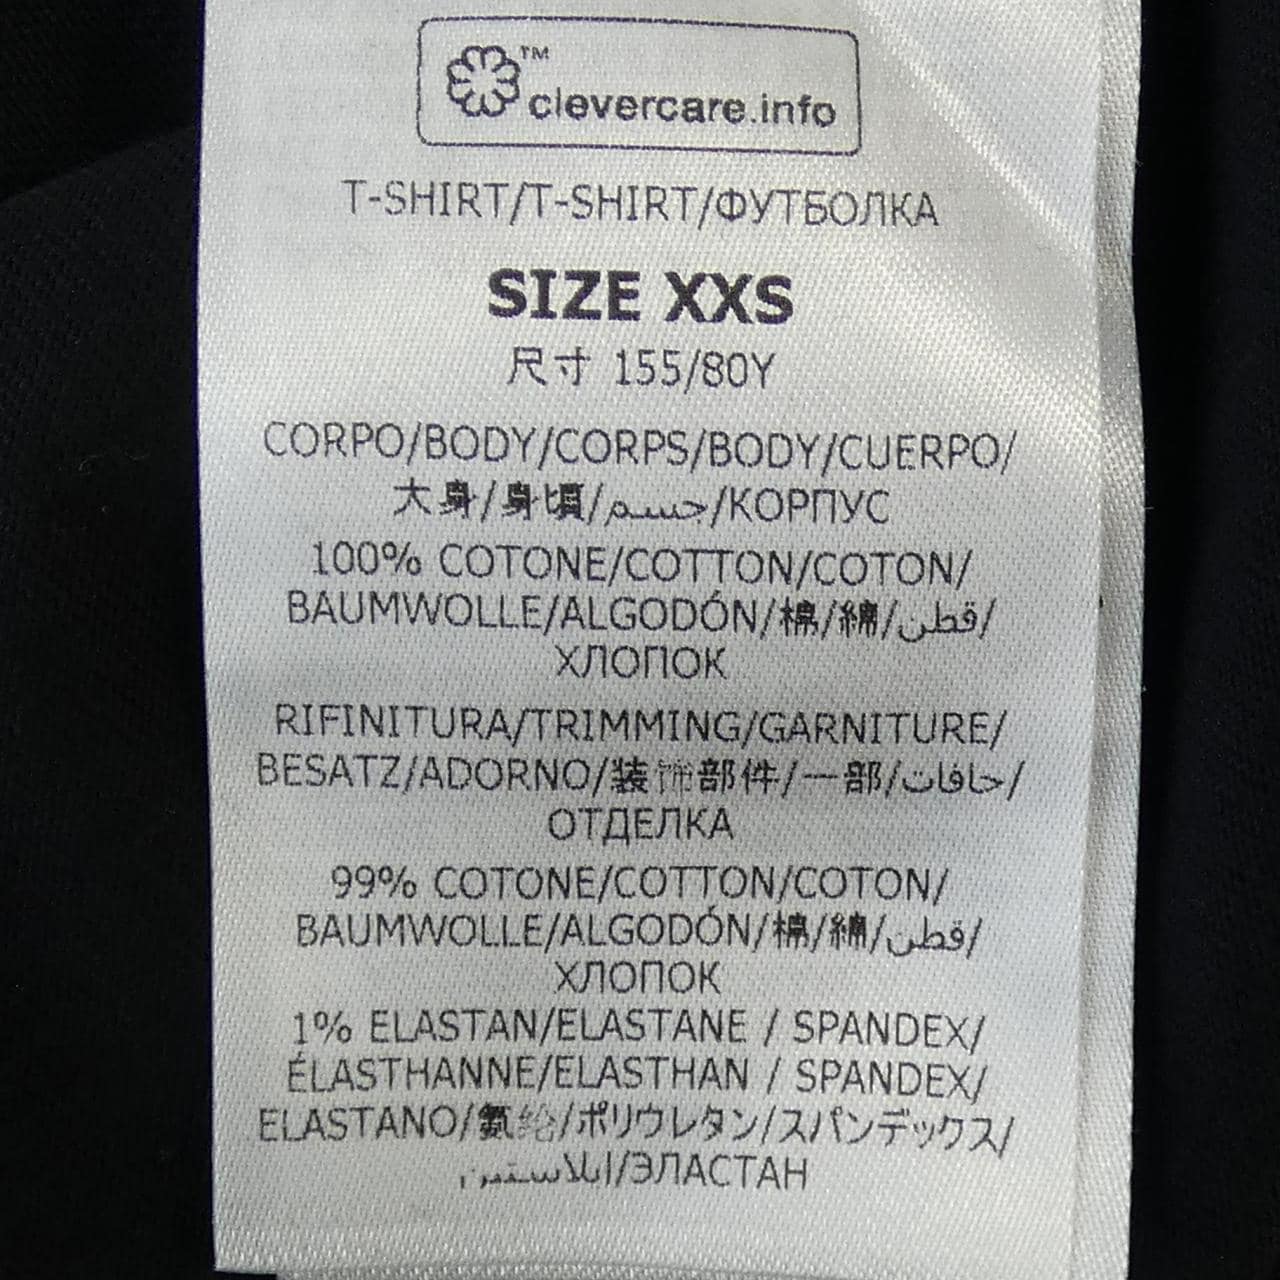 ™
clevercare.info
T-SHIRT/T-SHIRT/ФУТБОЛКА
SIZE XXS
尺寸 155/80Y
CORPO/BODY/CORPS/BODY/CUERPO/
大身/身頃/جسم/КОРПУС
100% COTONE/COTTON/COTON/
BAUMWOLLE/ALGODÓN/棉/綿/قطن/
ХЛОПОК
RIFINITURA/TRIMMING/GARNITURE/
BESATZ/ADORNO/装饰部件/一部/حافات/
ОТДЕЛКА
99% COTONE/COTTON/COTON/
BAUMWOLLE/ALGODÓN/棉/綿/قطن/
ХЛОПОК
1% ELASTAN/ELASTANE / SPANDEX/
ÉLASTHANNE/ELASTHAN / SPANDEX/
ELASTANO/氨纶/ポリウレタン/スパンデックス/
ايلاستين/ЭЛАСТАН